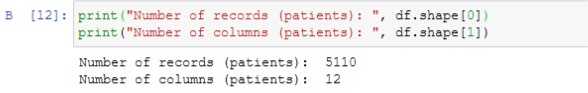 В [12]: print("Number of records (patients): ", df.shape[0])
print("Number of columns (patients): ", df.shape[1])
Number of records (patients):  5110
Number of columns (patients):  12